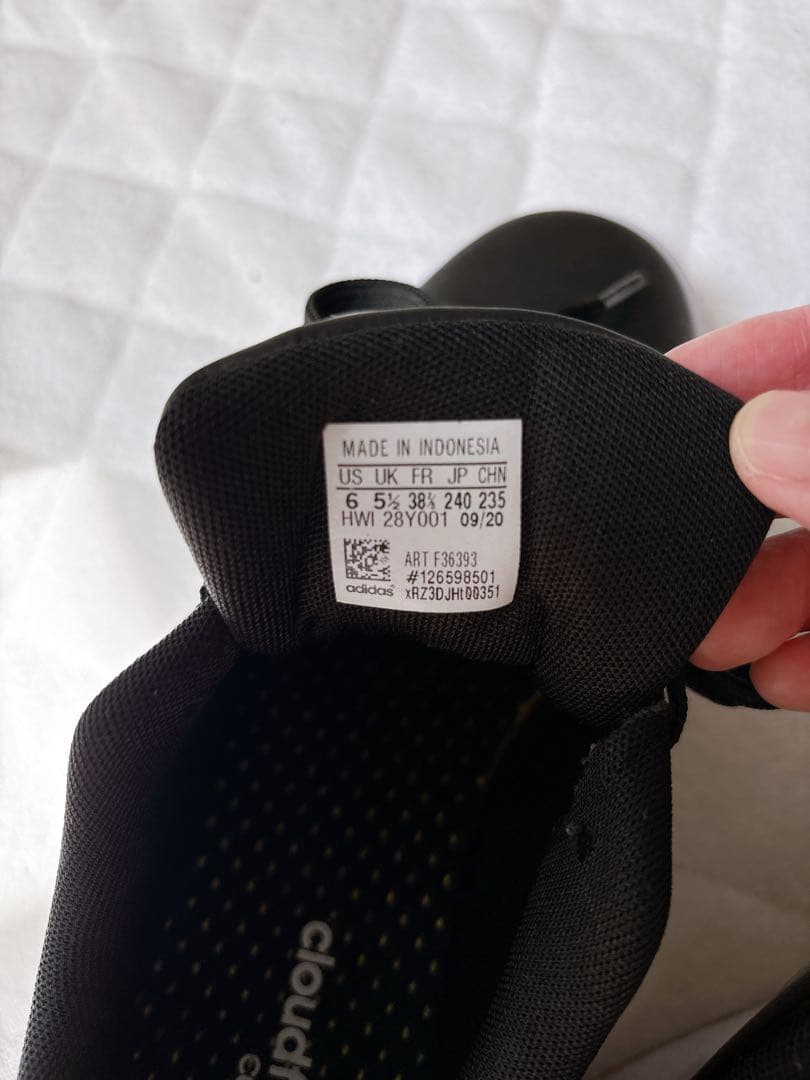 MADE IN INDONESIA
US UK FR JP CHN
6 5½ 38⅔ 240 235
HWI 28Y001 09/20
ART F36393
#126598501
adidas xRZ3DJHt00351